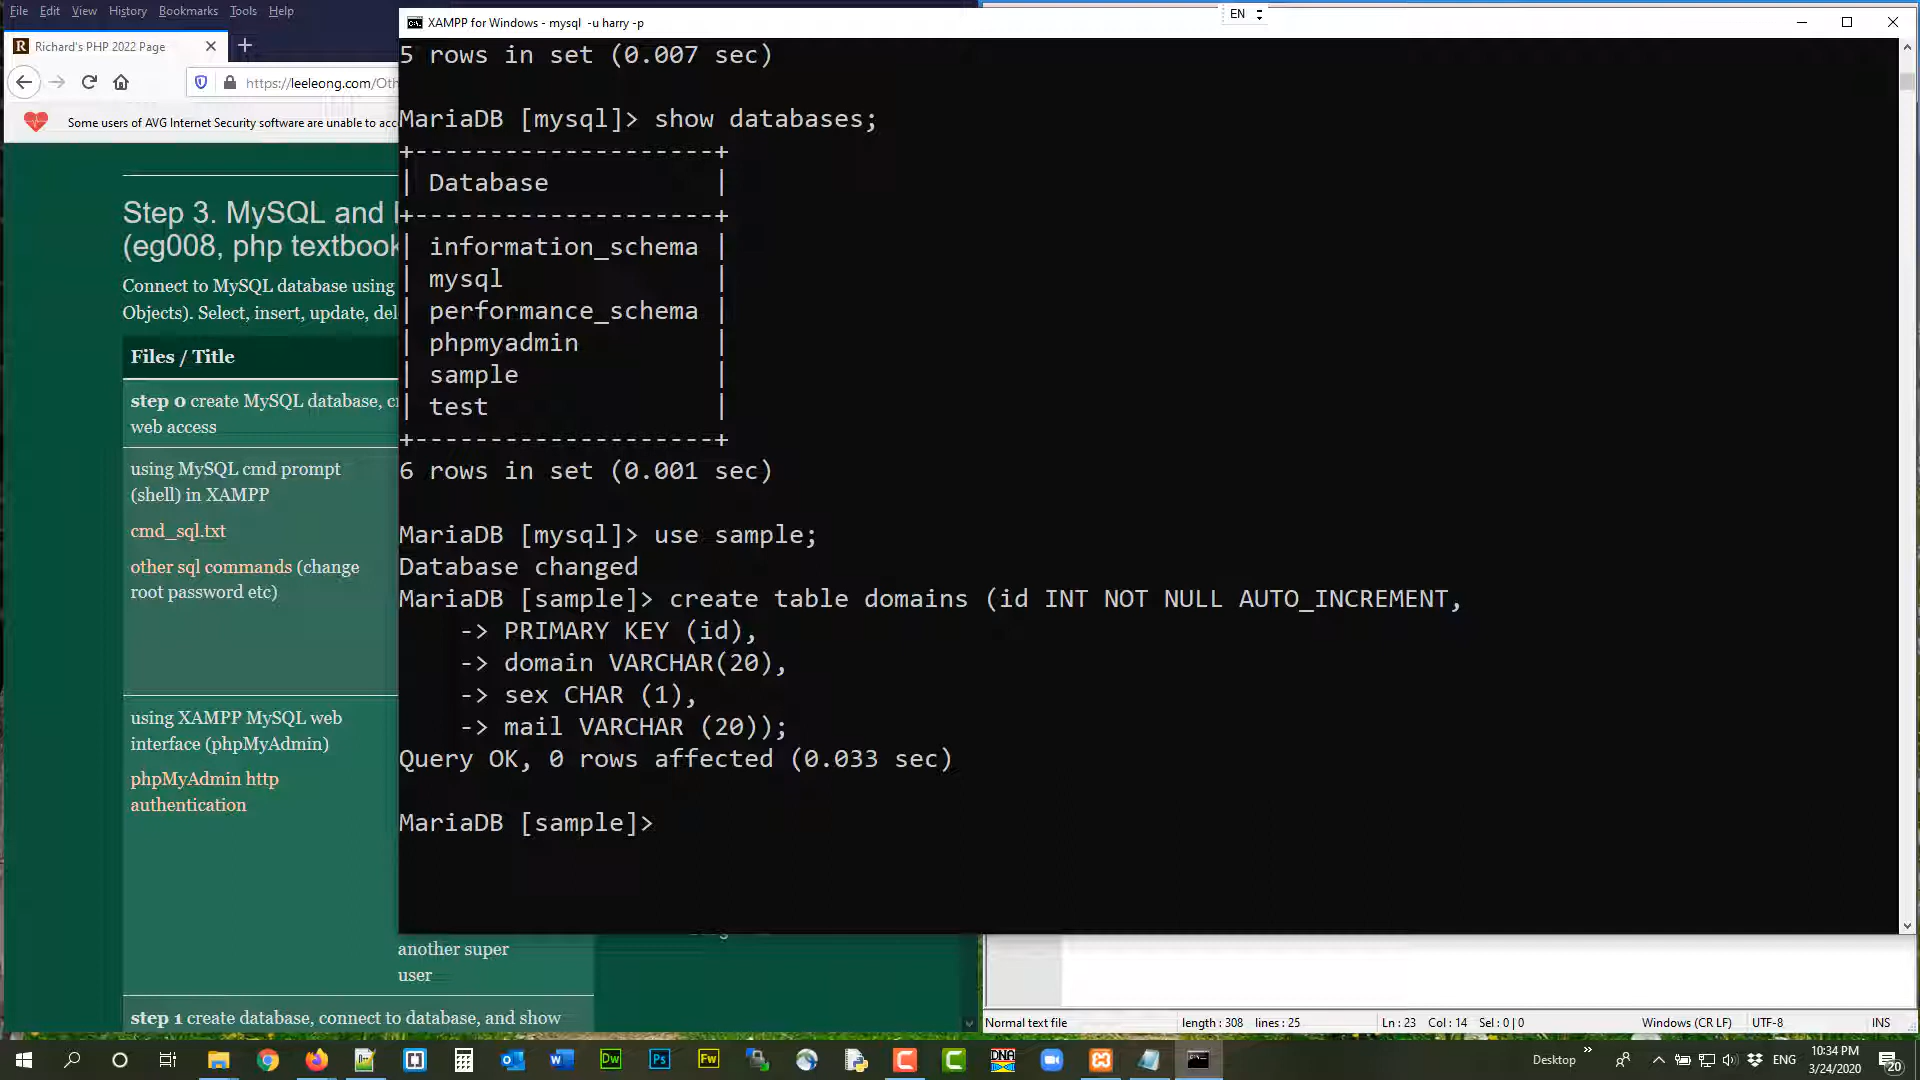 File Edit View History Bookmarks Tools Help
Richard's PHP 2022 Page
https://leeleong.com/Oth
Some users of AVG Internet Security software are unable to acc
Step 3. MySQL and
(eg008, php textbook
Connect to MySQL database using
Objects). Select, insert, update, del
Files / Title
step 0 create MySQL database, cr
web access
using MySQL cmd prompt
(shell) in XAMPP
cmd_sql.txt
other sql commands (change
root password etc)
using XAMPP MySQL web
interface (phpMyAdmin)
phpMyAdmin http
authentication
another super
user
step 1 create database, connect to database, and show
XAMPP for Windows - mysql -u harry -p
EN
5 rows in set (0.007 sec)
MariaDB [mysql]> show databases;
+--------------------+
| Database           |
+--------------------+
| information_schema |
| mysql              |
| performance_schema |
| phpmyadmin         |
| sample             |
| test               |
+--------------------+
6 rows in set (0.001 sec)
MariaDB [mysql]> use sample;
Database changed
MariaDB [sample]> create table domains (id INT NOT NULL AUTO_INCREMENT,
    -> PRIMARY KEY (id),
    -> domain VARCHAR(20),
    -> sex CHAR (1),
    -> mail VARCHAR (20));
Query OK, 0 rows affected (0.033 sec)
MariaDB [sample]>
Normal text file length : 308 lines : 25 Ln : 23 Col : 14 Sel : 0 | 0 Windows (CR LF) UTF-8 INS
Dw Ps Fw DNA Desktop » ENG 10:34 PM
3/24/2020 20